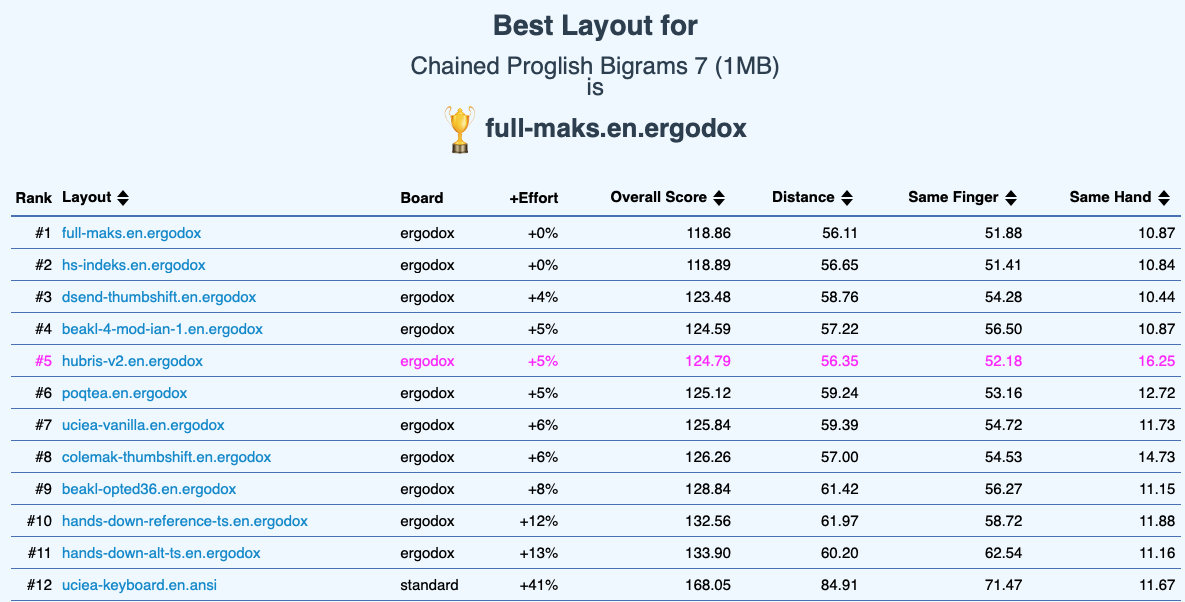 Best Layout for
Chained Proglish Bigrams 7 (1MB)
is
full-maks.en.ergodox
Rank Layout Board +Effort Overall Score Distance Same Finger Same Hand
#1 full-maks.en.ergodox ergodox +0% 118.86 56.11 51.88 10.87
#2 hs-indeks.en.ergodox ergodox +0% 118.89 56.65 51.41 10.84
#3 dsend-thumbshift.en.ergodox ergodox +4% 123.48 58.76 54.28 10.44
#4 beakl-4-mod-ian-1.en.ergodox ergodox +5% 124.59 57.22 56.50 10.87
#5 hubris-v2.en.ergodox ergodox +5% 124.79 56.35 52.18 16.25
#6 poqtea.en.ergodox ergodox +5% 125.12 59.24 53.16 12.72
#7 uciea-vanilla.en.ergodox ergodox +6% 125.84 59.39 54.72 11.73
#8 colemak-thumbshift.en.ergodox ergodox +6% 126.26 57.00 54.53 14.73
#9 beakl-opted36.en.ergodox ergodox +8% 128.84 61.42 56.27 11.15
#10 hands-down-reference-ts.en.ergodox ergodox +12% 132.56 61.97 58.72 11.88
#11 hands-down-alt-ts.en.ergodox ergodox +13% 133.90 60.20 62.54 11.16
#12 uciea-keyboard.en.ansi standard +41% 168.05 84.91 71.47 11.67